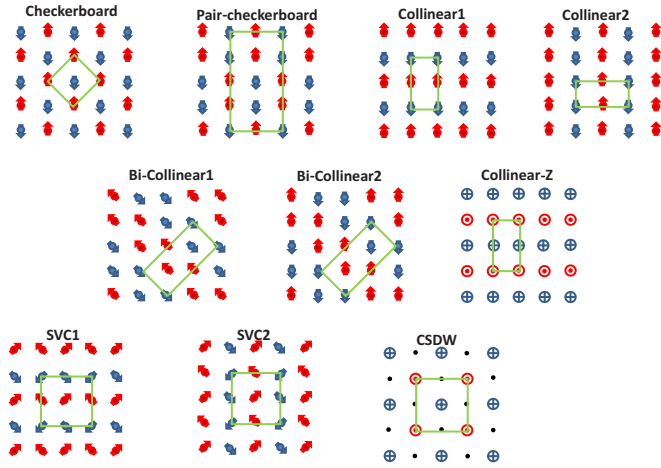 Checkerboard
Pair-checkerboard
Collinear1
Collinear2
Bi-Collinear1
Bi-Collinear2
Collinear-Z
SVC1
SVC2
CSDW